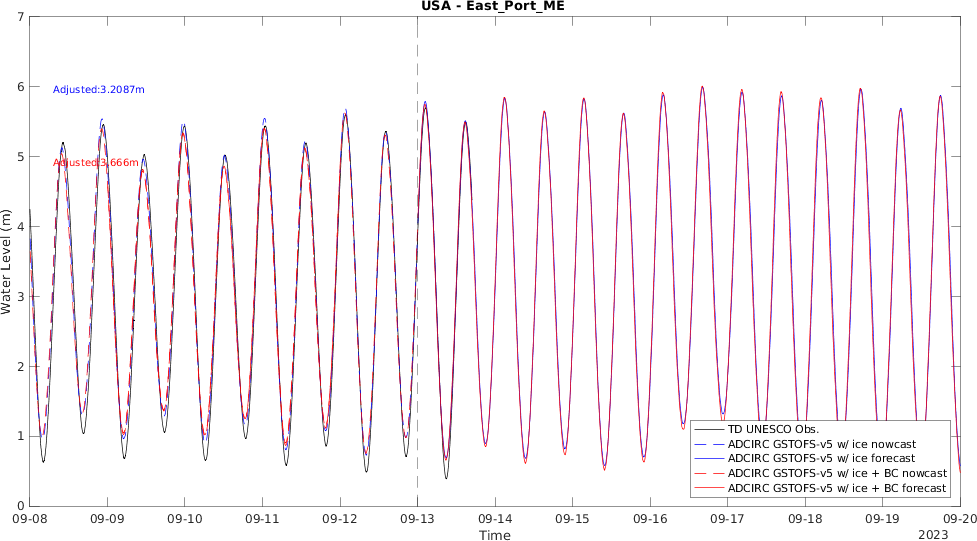 USA - East_Port_ME
7
6
5
4
3
2
1
0
Water Level (m)
Adjusted:3.2087m
Adjusted:3.666m
TD UNESCO Obs.
ADCIRC GSTOFS-v5 w/ ice nowcast
ADCIRC GSTOFS-v5 w/ ice forecast
ADCIRC GSTOFS-v5 w/ ice + BC nowcast
ADCIRC GSTOFS-v5 w/ ice + BC forecast
09-08 09-09 09-10 09-11 09-12 09-13 09-14 09-15 09-16 09-17 09-18 09-19 09-20
Time
2023